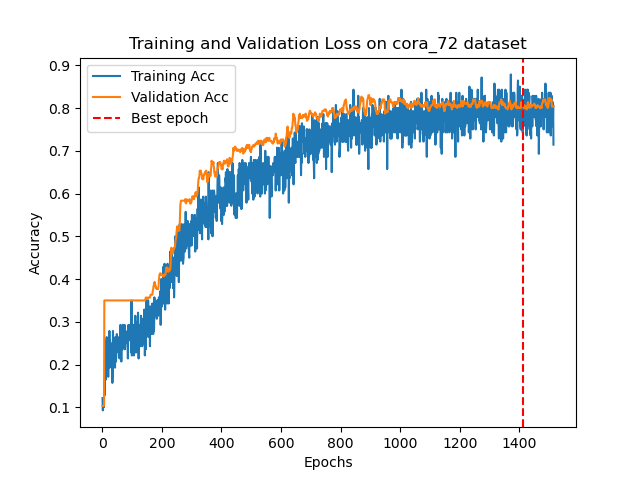 Training and Validation Loss on cora_72 dataset
Training Acc
Validation Acc
Best epoch
Accuracy
0.9
0.8
0.7
0.6
0.5
0.4
0.3
0.2
0.1
0 200 400 600 800 1000 1200 1400
Epochs